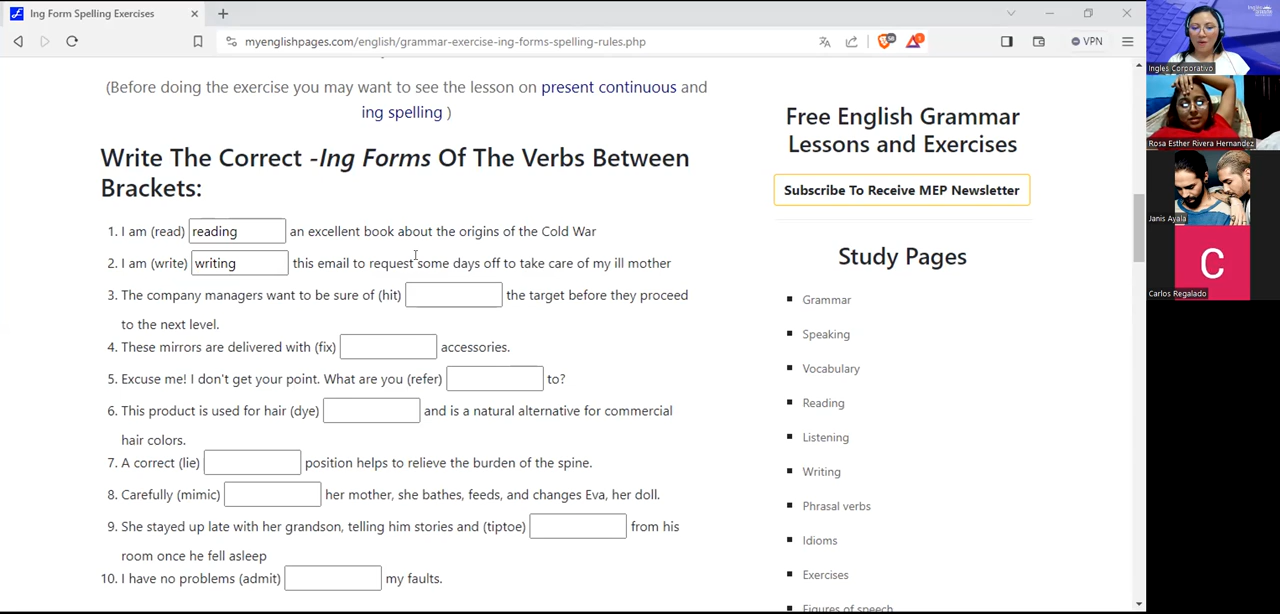 Ing Form Spelling Exercises
myenglishpages.com/english/grammar-exercise-ing-forms-spelling-rules.php
VPN
(Before doing the exercise you may want to see the lesson on present continuous and
ing spelling )
Write The Correct -Ing Forms Of The Verbs Between
Brackets:
1. I am (read) reading an excellent book about the origins of the Cold War
2. I am (write) writing this email to request some days off to take care of my ill mother
3. The company managers want to be sure of (hit) the target before they proceed
to the next level.
4. These mirrors are delivered with (fix) accessories.
5. Excuse me! I don't get your point. What are you (refer) to?
6. This product is used for hair (dye) and is a natural alternative for commercial
hair colors.
7. A correct (lie) position helps to relieve the burden of the spine.
8. Carefully (mimic) her mother, she bathes, feeds, and changes Eva, her doll.
9. She stayed up late with her grandson, telling him stories and (tiptoe) from his
room once he fell asleep
10. I have no problems (admit) my faults.
Free English Grammar
Lessons and Exercises
Subscribe To Receive MEP Newsletter
Study Pages
Grammar
Speaking
Vocabulary
Reading
Listening
Writing
Phrasal verbs
Idioms
Exercises
Figures of speech
Ingles Corporativo
Rosa Esther Rivera Hernandez
Janis Ayala
C
Carlos Regalado